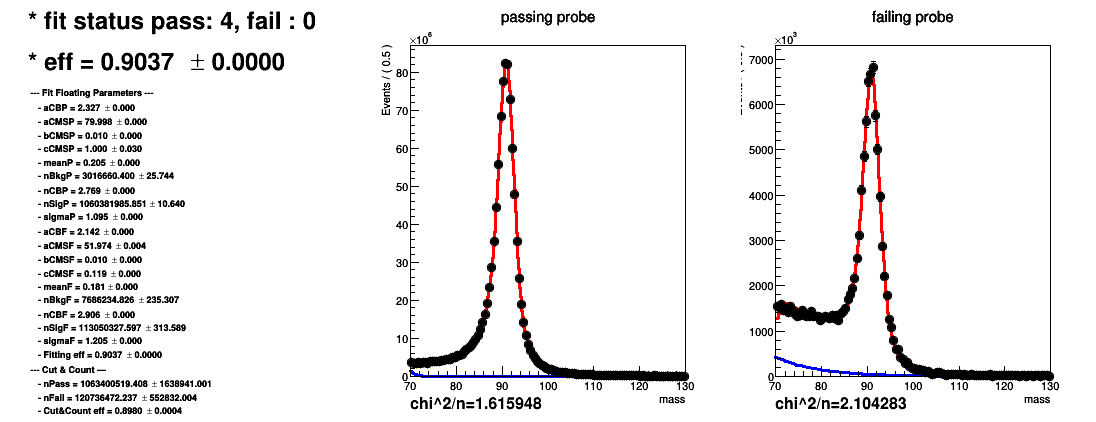 * fit status pass: 4, fail : 0
* eff = 0.9037 ± 0.0000
--- Fit Floating Parameters ---
- aCBP = 2.327 ± 0.000
- aCMSP = 79.998 ± 0.000
- bCMSP = 0.010 ± 0.000
- cCMSP = 1.000 ± 0.030
- meanP = 0.205 ± 0.000
- nBkgP = 3016660.400 ± 25.744
- nCBP = 2.769 ± 0.000
- nSigP = 1060381985.851 ± 10.640
- sigmaP = 1.095 ± 0.000
- aCBF = 2.142 ± 0.000
- aCMSF = 51.974 ± 0.004
- bCMSF = 0.010 ± 0.000
- cCMSF = 0.119 ± 0.000
- meanF = 0.181 ± 0.000
- nBkgF = 7686234.826 ± 235.307
- nCBF = 2.906 ± 0.000
- nSigF = 113050327.597 ± 313.589
- sigmaF = 1.205 ± 0.000
- Fitting eff = 0.9037 ± 0.0000
--- Cut & Count ---
- nPass = 1063400519.408 ± 1638941.001
- nFail = 120736472.237 ± 552832.004
- Cut&Count eff = 0.8980 ± 0.0004
passing probe
×10⁶
Events / ( 0.5 )
80
70
60
50
40
30
20
10
0
70 80 90 100 110 120 130
mass
chi^2/n=1.615948
failing probe
×10³
7000
6000
5000
4000
3000
2000
1000
0
70 80 90 100 110 120 130
mass
chi^2/n=2.104283